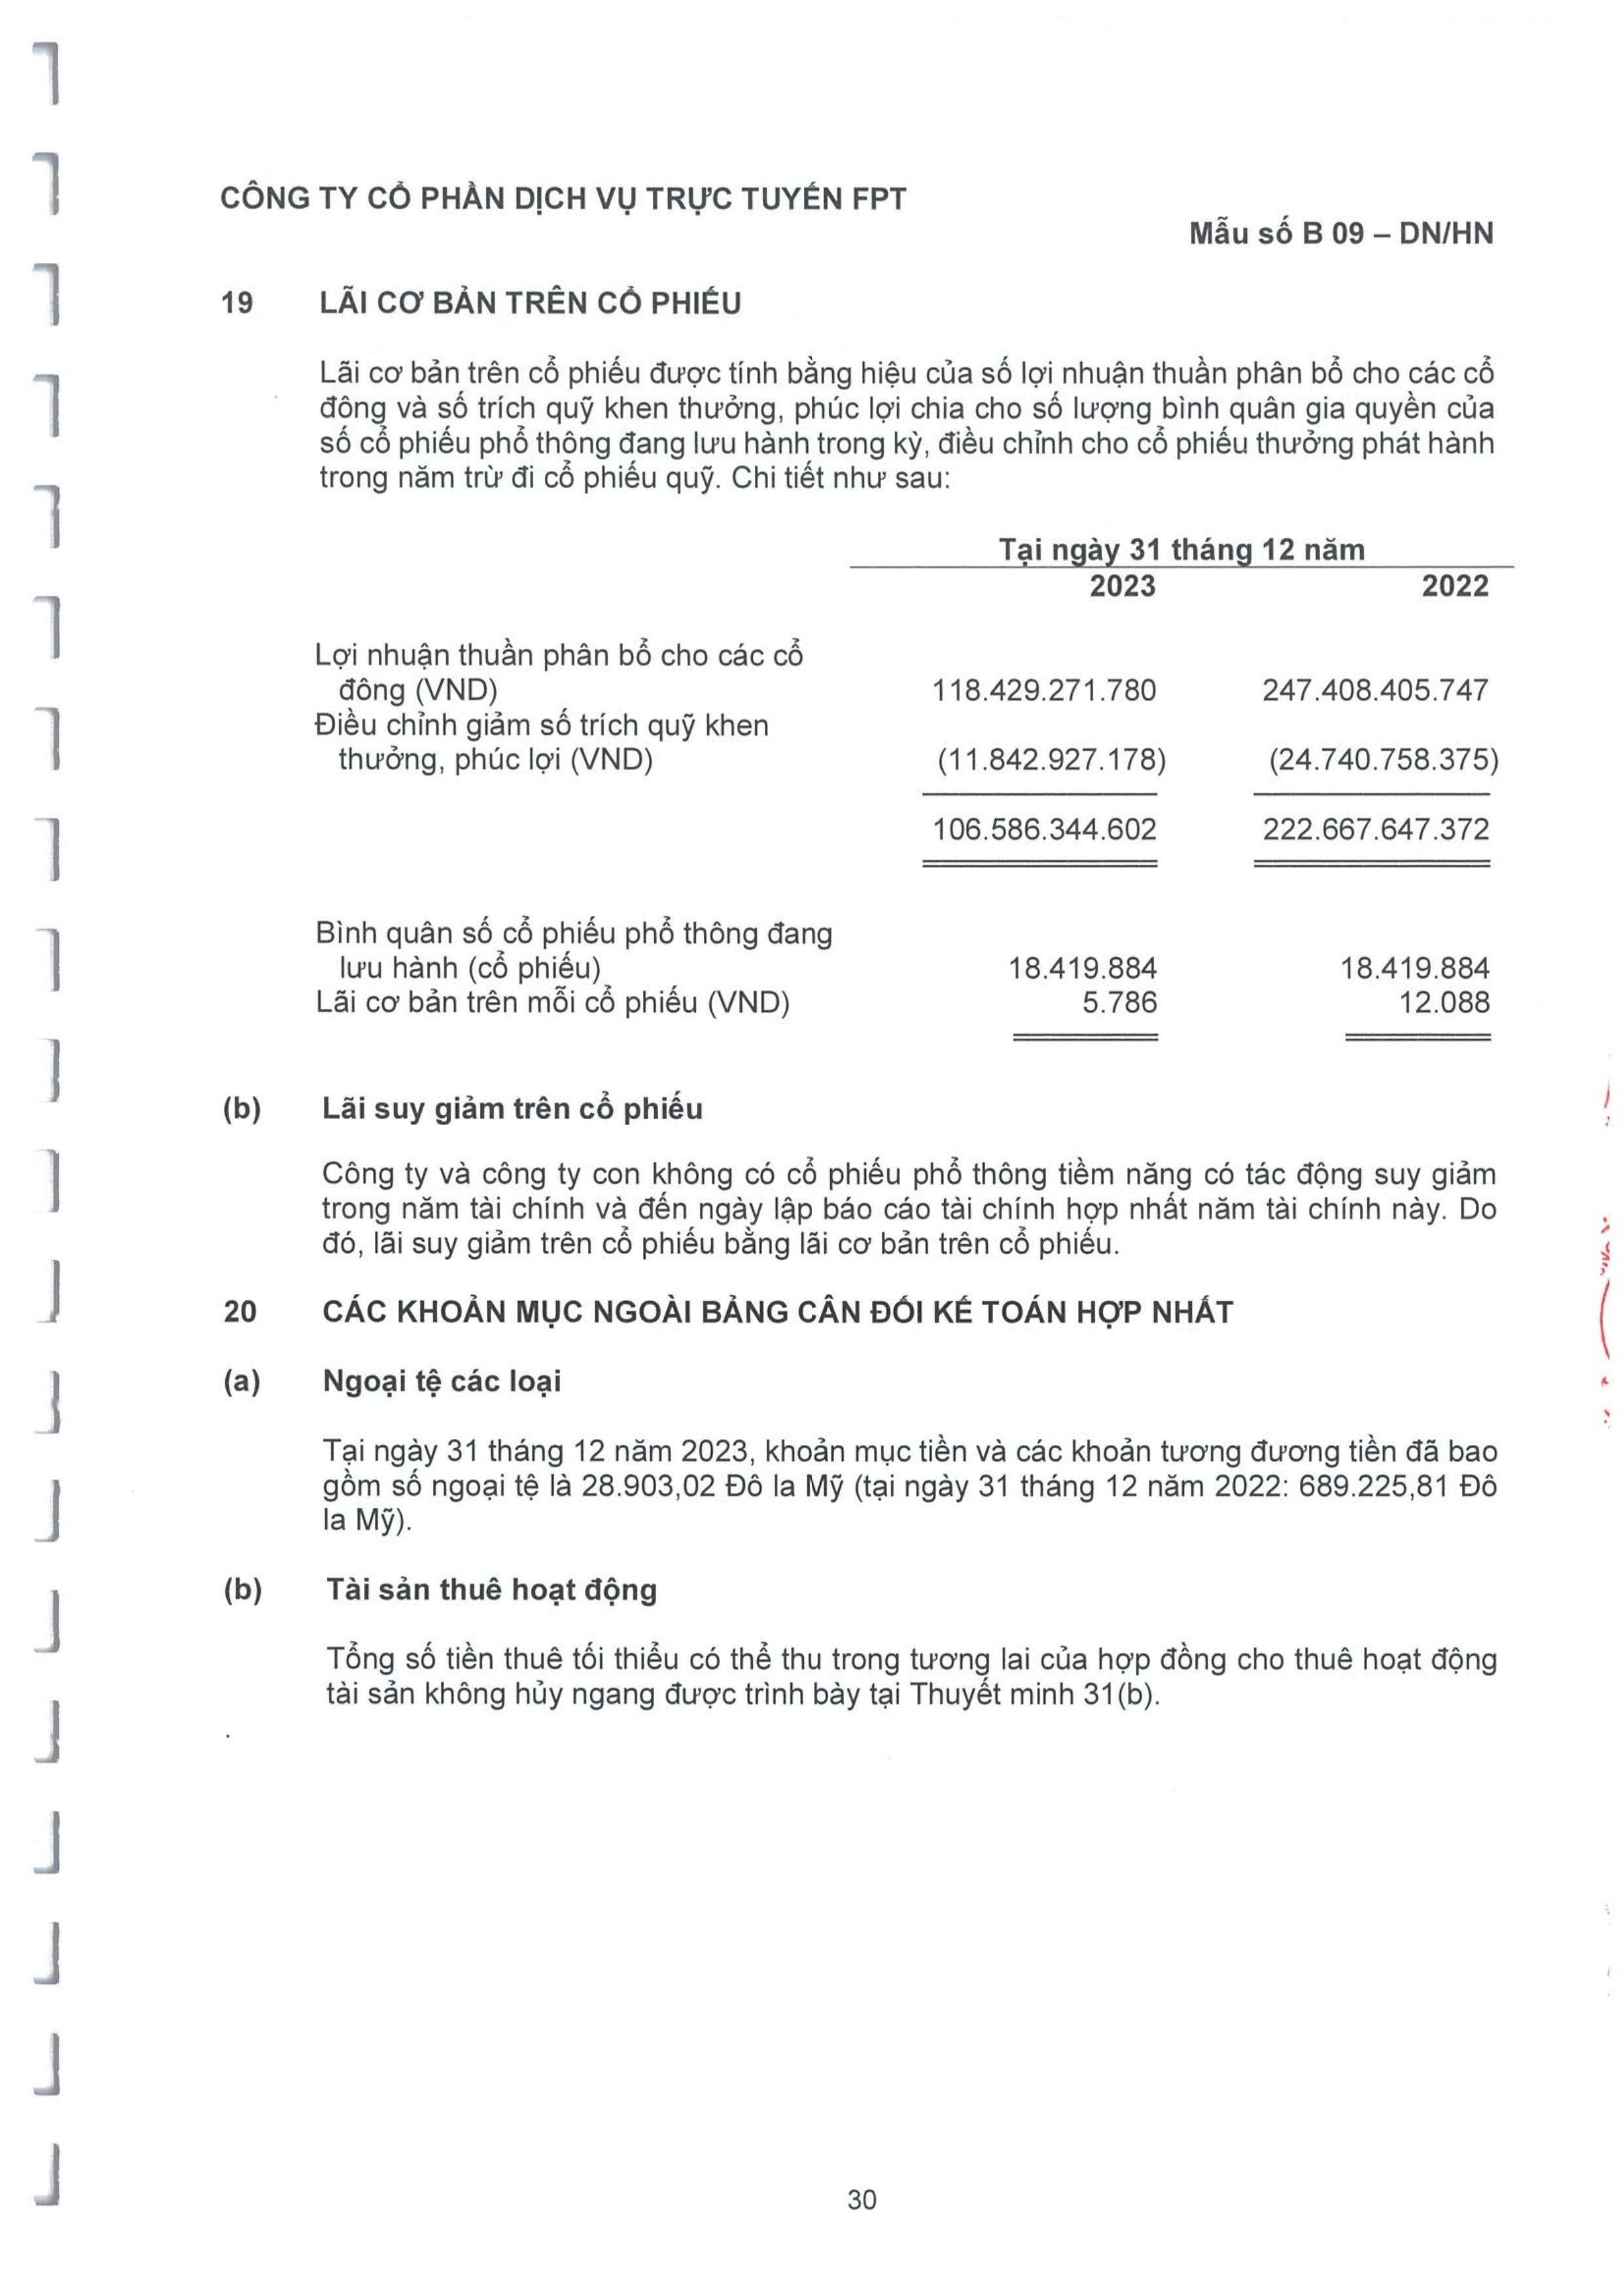 CÔNG TY CỔ PHẦN DỊCH VỤ TRỰC TUYẾN FPT
Mẫu số B 09 – DN/HN
19 LÃI CƠ BẢN TRÊN CỔ PHIẾU
Lãi cơ bản trên cổ phiếu được tính bằng hiệu của số lợi nhuận thuần phân bổ cho các cổ
đông và số trích quỹ khen thưởng, phúc lợi chia cho số lượng bình quân gia quyền của
số cổ phiếu phổ thông đang lưu hành trong kỳ, điều chỉnh cho cổ phiếu thưởng phát hành
trong năm trừ đi cổ phiếu quỹ. Chi tiết như sau:
Tại ngày 31 tháng 12 năm
2023 2022
Lợi nhuận thuần phân bổ cho các cổ
đông (VND) 118.429.271.780 247.408.405.747
Điều chỉnh giảm số trích quỹ khen
thưởng, phúc lợi (VND) (11.842.927.178) (24.740.758.375)
106.586.344.602 222.667.647.372
Bình quân số cổ phiếu phổ thông đang
lưu hành (cổ phiếu) 18.419.884 18.419.884
Lãi cơ bản trên mỗi cổ phiếu (VND) 5.786 12.088
(b) Lãi suy giảm trên cổ phiếu
Công ty và công ty con không có cổ phiếu phổ thông tiềm năng có tác động suy giảm
trong năm tài chính và đến ngày lập báo cáo tài chính hợp nhất năm tài chính này. Do
đó, lãi suy giảm trên cổ phiếu bằng lãi cơ bản trên cổ phiếu.
20 CÁC KHOẢN MỤC NGOÀI BẢNG CÂN ĐỐI KẾ TOÁN HỢP NHẤT
(a) Ngoại tệ các loại
Tại ngày 31 tháng 12 năm 2023, khoản mục tiền và các khoản tương đương tiền đã bao
gồm số ngoại tệ là 28.903,02 Đô la Mỹ (tại ngày 31 tháng 12 năm 2022: 689.225,81 Đô
la Mỹ).
(b) Tài sản thuê hoạt động
Tổng số tiền thuê tối thiểu có thể thu trong tương lai của hợp đồng cho thuê hoạt động
tài sản không hủy ngang được trình bày tại Thuyết minh 31(b).
30